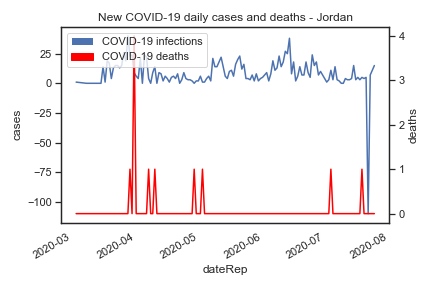 New COVID-19 daily cases and deaths - Jordan
COVID-19 infections
COVID-19 deaths
25
0
−25
−50
−75
−100
cases
4
3
2
1
0
deaths
2020-03
2020-04
2020-05
2020-06
2020-07
2020-08
dateRep